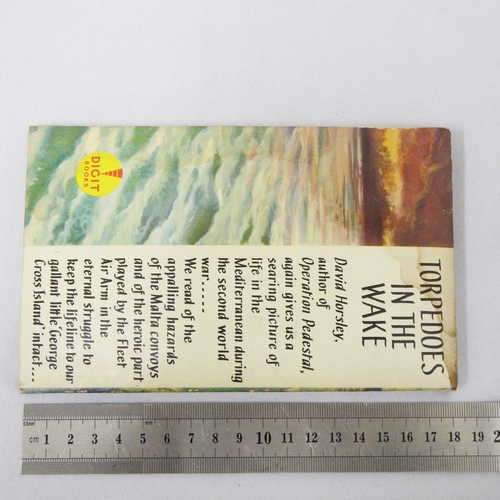 TORPEDOES
IN THE
WAKE
David Horsley,
author of
Operation Pedestal,
again gives us a
searing picture of
life in the
Mediterranean during
the second world
war.....
We read of the
appalling hazards
of the Malta convoys
and of the heroic part
played by the Fleet
Air Arm in the
eternal struggle to
keep the lifeline to our
gallant little 'George
Cross Island' intact...
DIGIT
BOOKS
cm 1 2 3 4 5 6 7 8 9 10 11 12 13 14 15 16 17 18 19 2